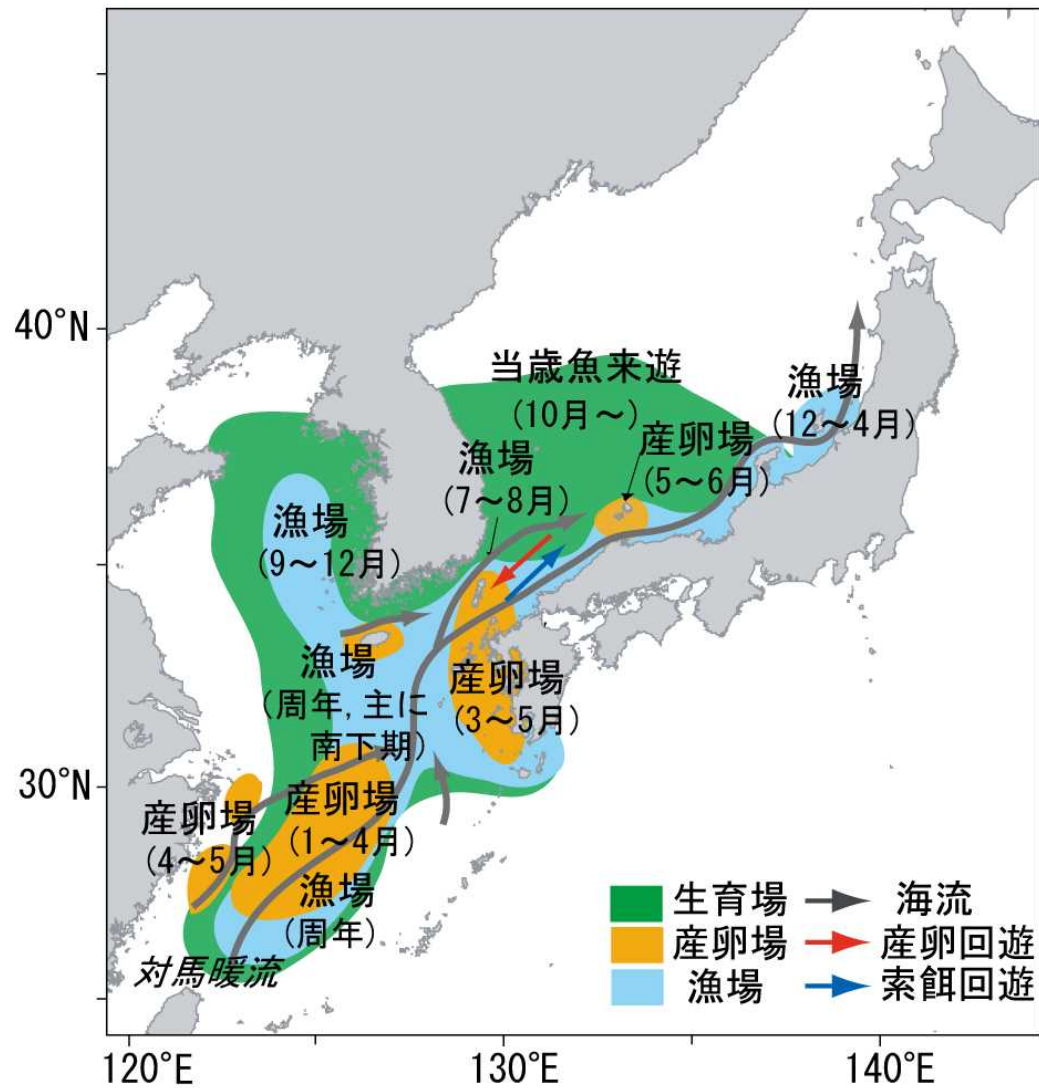 40°N
30°N
120°E
130°E
140°E
当歳魚来遊
(10月～)
漁場
(12～4月)
産卵場
(5～6月)
漁場
(7～8月)
漁場
(9～12月)
漁場
(周年,主に
南下期)
産卵場
(3～5月)
産卵場
(1～4月)
産卵場
(4～5月)
漁場
(周年)
対馬暖流
生育場
海流
産卵場
産卵回遊
漁場
索餌回遊